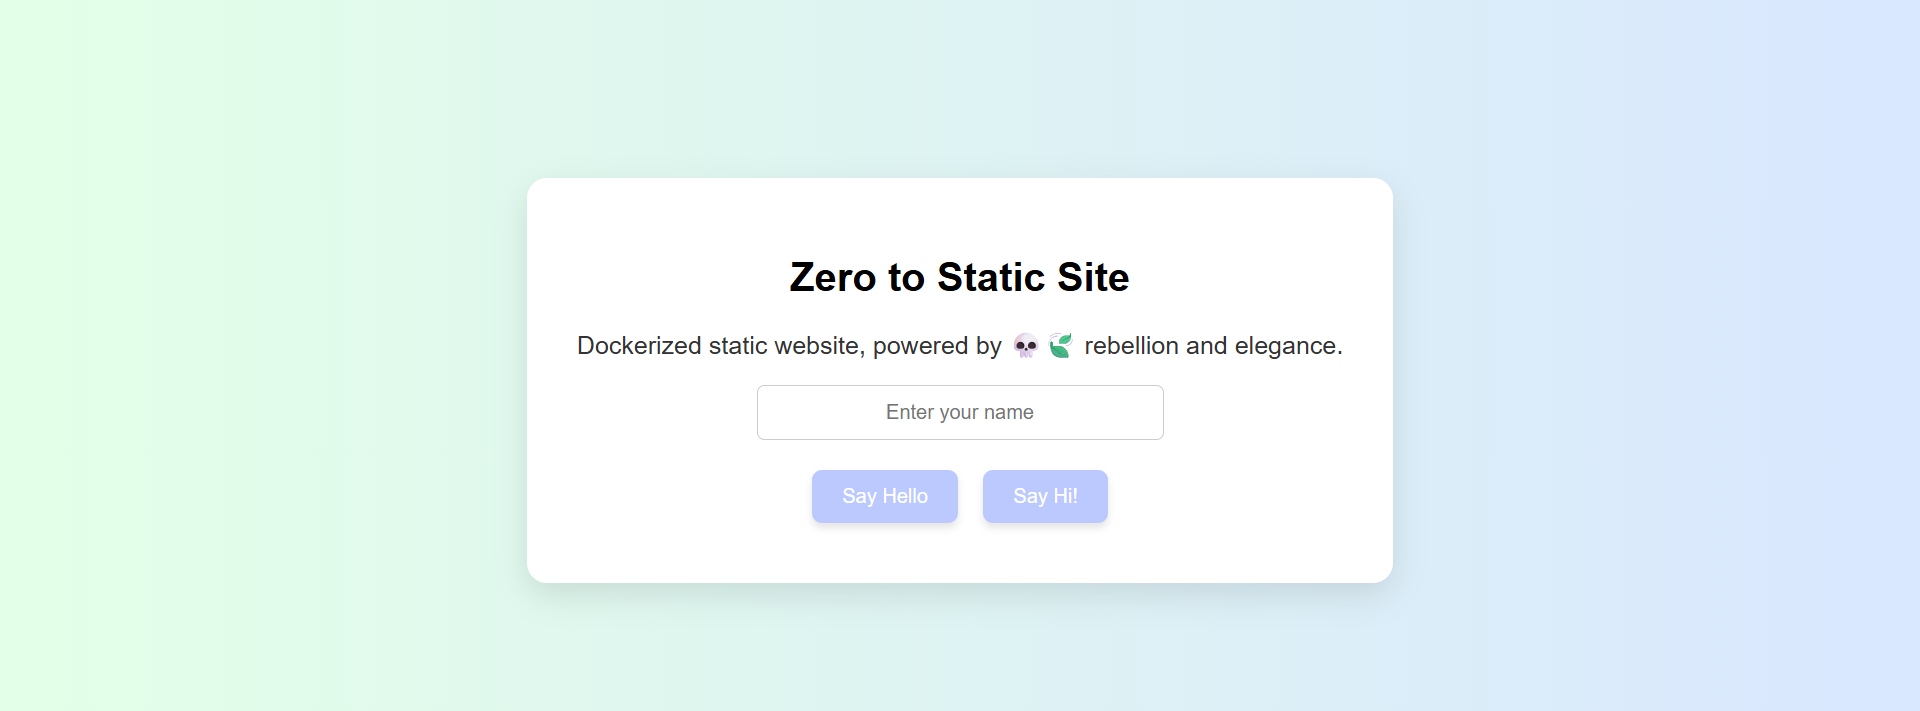 Zero to Static Site
Dockerized static website, powered by 💀🍃 rebellion and elegance.
Enter your name
Say Hello
Say Hi!